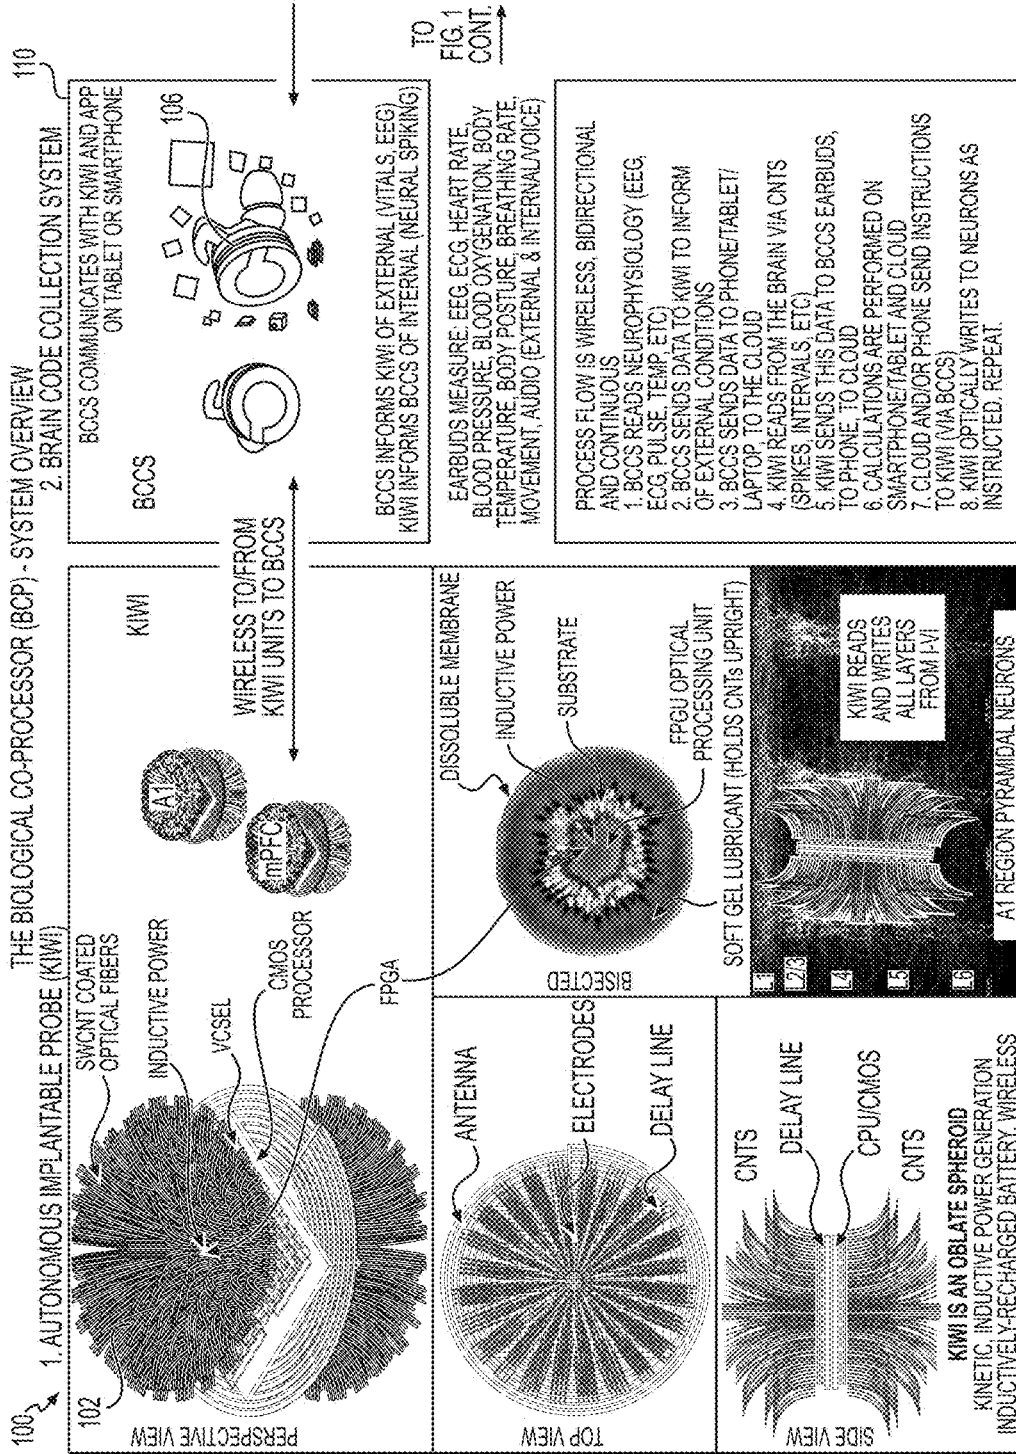 THE BIOLOGICAL CO-PROCESSOR (BCP) - SYSTEM OVERVIEW
100
1. AUTONOMOUS IMPLANTABLE PROBE (KIWI)
102
SWCNT COATED
OPTICAL FIBERS
INDUCTIVE POWER
VCSEL
CMOS
PROCESSOR
FPGA
PERSPECTIVE VIEW
A1
mPFC
KIWI
WIRELESS TO/FROM
KIWI UNITS TO BCCS
ANTENNA
ELECTRODES
DELAY LINE
TOP VIEW
BISECTED
DISSOLUBLE MEMBRANE
INDUCTIVE POWER
SUBSTRATE
FPGU OPTICAL
PROCESSING UNIT
SOFT GEL LUBRICANT (HOLDS CNTs UPRIGHT)
SIDE VIEW
CNTS
DELAY LINE
CPU/CMOS
CNTS
KIWI IS AN OBLATE SPHEROID
KINETIC, INDUCTIVE POWER GENERATION
INDUCTIVELY-RECHARGED BATTERY, WIRELESS
L1
L2/3
L4
L5
L6
KIWI READS
AND WRITES
ALL LAYERS
FROM I-VI
A1 REGION PYRAMIDAL NEURONS
2. BRAIN CODE COLLECTION SYSTEM
110
BCCS COMMUNICATES WITH KIWI AND APP
ON TABLET OR SMARTPHONE
BCCS
106
BCCS INFORMS KIWI OF EXTERNAL (VITALS, EEG)
KIWI INFORMS BCCS OF INTERNAL (NEURAL SPIKING)
TO
FIG. 1
CONT.
EARBUDS MEASURE: EEG, ECG, HEART RATE,
BLOOD PRESSURE, BLOOD OXYGENATION, BODY
TEMPERATURE, BODY POSTURE, BREATHING RATE,
MOVEMENT, AUDIO (EXTERNAL & INTERNAL/VOICE)
PROCESS FLOW IS WIRELESS, BIDIRECTIONAL
AND CONTINUOUS
1. BCCS READS NEUROPHYSIOLOGY (EEG,
ECG, PULSE, TEMP, ETC)
2. BCCS SENDS DATA TO KIWI TO INFORM
OF EXTERNAL CONDITIONS
3. BCCS SENDS DATA TO PHONE/TABLET/
LAPTOP, TO THE CLOUD
4. KIWI READS FROM THE BRAIN VIA CNTS
(SPIKES, INTERVALS, ETC)
5. KIWI SENDS THIS DATA TO BCCS EARBUDS,
TO PHONE, TO CLOUD
6. CALCULATIONS ARE PERFORMED ON
SMARTPHONE/TABLET AND CLOUD
7. CLOUD AND/OR PHONE SEND INSTRUCTIONS
TO KIWI (VIA BCCS)
8. KIWI OPTICALLY WRITES TO NEURONS AS
INSTRUCTED. REPEAT.